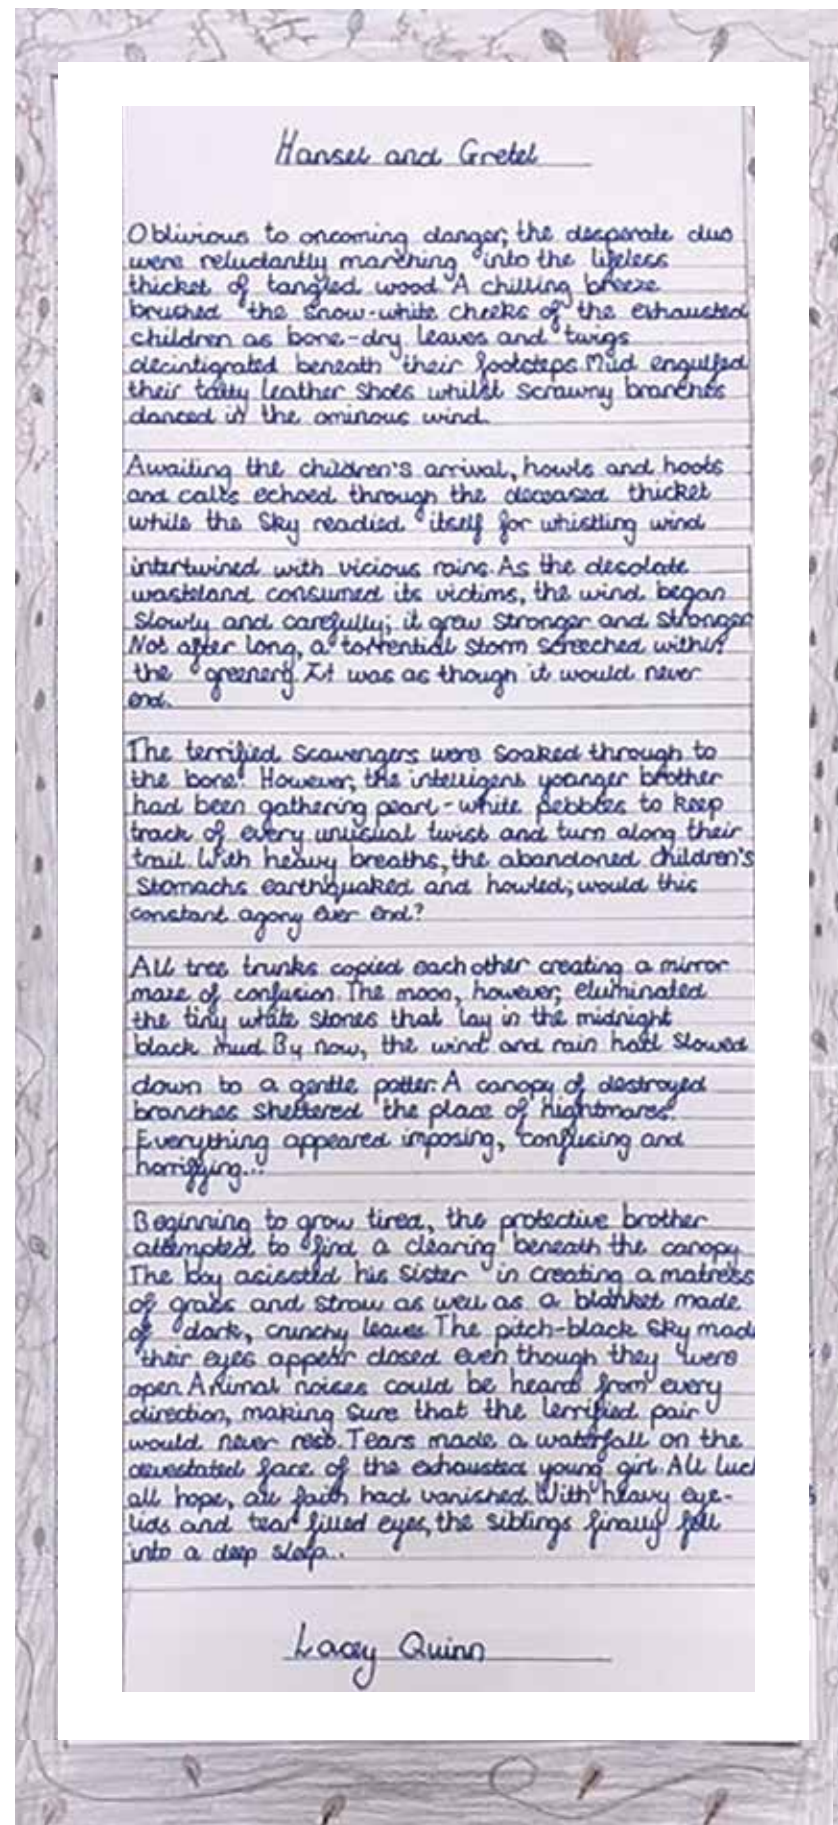 Hansel and Gretel
Oblivious to oncoming danger, the desperate duo
were reluctantly marching into the lifeless
thicket of tangled wood. A chilling breeze
brushed the snow-white cheeks of the exhausted
children as bone-dry leaves and twigs
decintigrated beneath their footsteps. Mud engulfed
their tatty leather shoes whilst scrawny branches
danced in the ominous wind.
Awaiting the children's arrival, howls and hoots
and calls echoed through the deceased thicket
while the sky readied itself for whistling wind
intertwined with vicious rains. As the desolate
wasteland consumed its victims, the wind began
slowly and carefully; it grew stronger and stronger
Not after long, a torrential storm screeched within
the greenery. It was as though it would never
end.
The terrified scavengers were soaked through to
the bone. However, the intelligent younger brother
had been gathering pearl-white pebbles to keep
track of every unusual twist and turn along their
trail. With heavy breaths, the abandoned children's
stomachs earthquaked and howled; would this
constant agony ever end?
All tree trunks copied each other creating a mirror
maze of confusion. The moon, however, eluminated
the tiny white stones that lay in the midnight
black mud. By now, the wind and rain had slowed
down to a gentle patter. A canopy of destroyed
branches sheltered the place of nightmares.
Everything appeared imposing, confusing and
horrifying...
Beginning to grow tired, the protective brother
attempted to find a clearing beneath the canopy.
The boy asissted his sister in creating a matress
of grass and straw as well as a blanket made
of dark, crunchy leaves. The pitch-black sky made
their eyes appear closed even though they were
open. Animal noises could be heard from every
direction, making sure that the terrified pair
would never rest. Tears made a waterfall on the
devestated face of the exhausted young girl. All luck
all hope, all faith had vanished. With heavy eye-
lids and tear filled eyes, the siblings finally fell
into a deep sleep...
Lacey Quinn